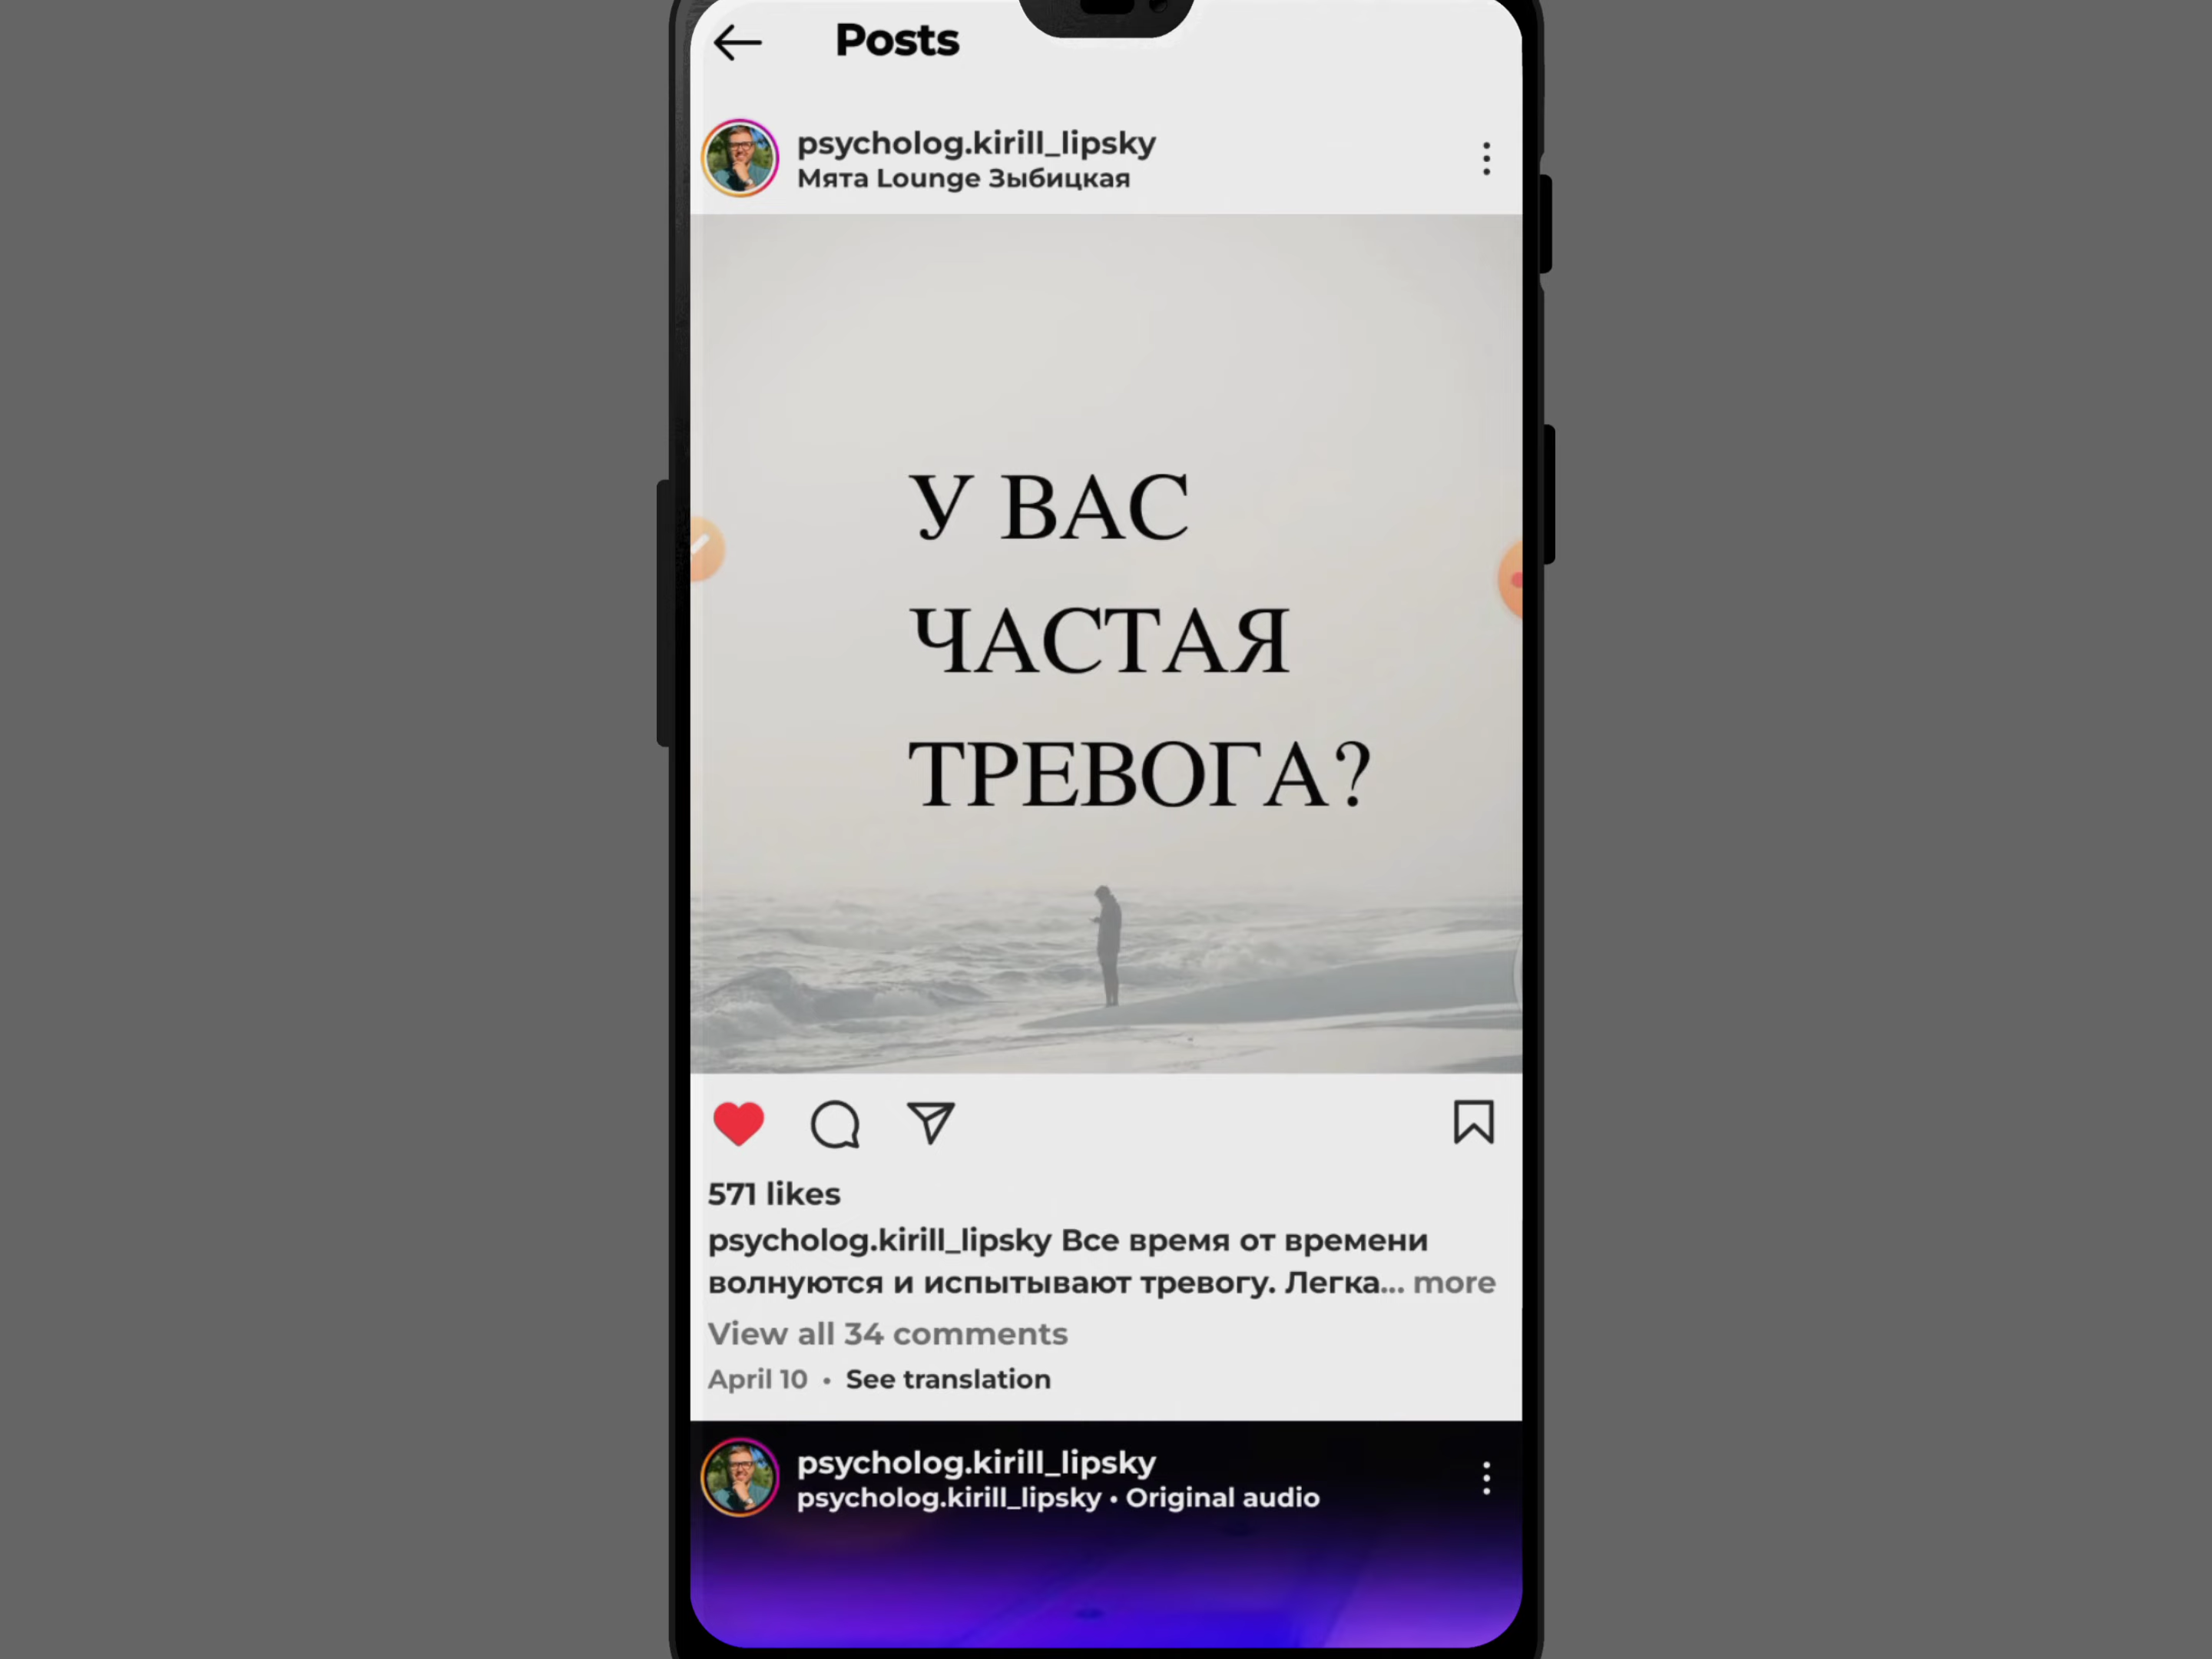 Posts
psycholog.kirill_lipsky
Мята Lounge Зыбицкая
У ВАС
ЧАСТАЯ
ТРЕВОГА?
571 likes
psycholog.kirill_lipsky Все время от времени
волнуются и испытывают тревогу. Легка... more
View all 34 comments
April 10 • See translation
psycholog.kirill_lipsky
psycholog.kirill_lipsky • Original audio